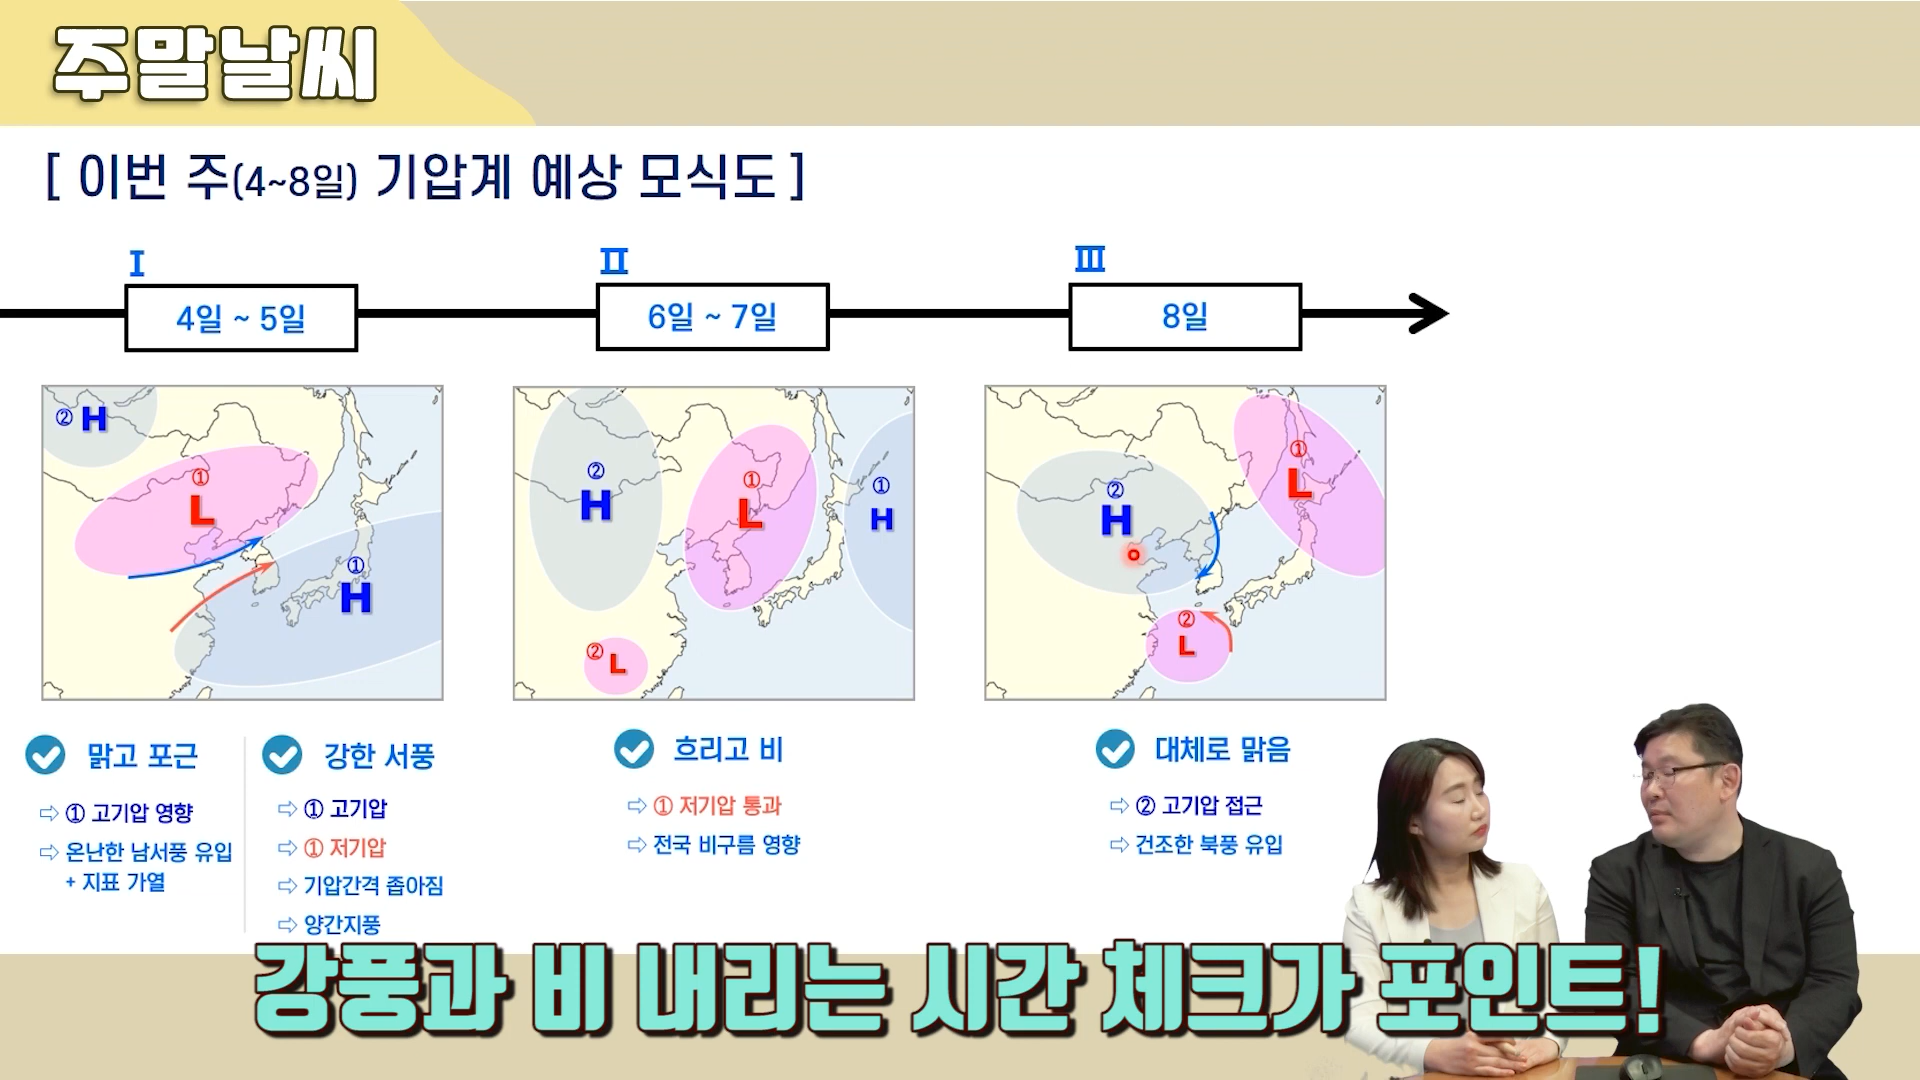 주말날씨
[ 이번 주(4~8일) 기압계 예상 모식도 ]
I
4일 ~ 5일
II
6일 ~ 7일
III
8일
② H
① L
① H
② H
① L
① H
② L
② H
① L
② L
맑고 포근
⇨ ① 고기압 영향
⇨ 온난한 남서풍 유입
+ 지표 가열
강한 서풍
⇨ ① 고기압
⇨ ① 저기압
⇨ 기압간격 좁아짐
⇨ 양간지풍
흐리고 비
⇨ ① 저기압 통과
⇨ 전국 비구름 영향
대체로 맑음
⇨ ② 고기압 접근
⇨ 건조한 북풍 유입
강풍과 비 내리는 시간 체크가 포인트!